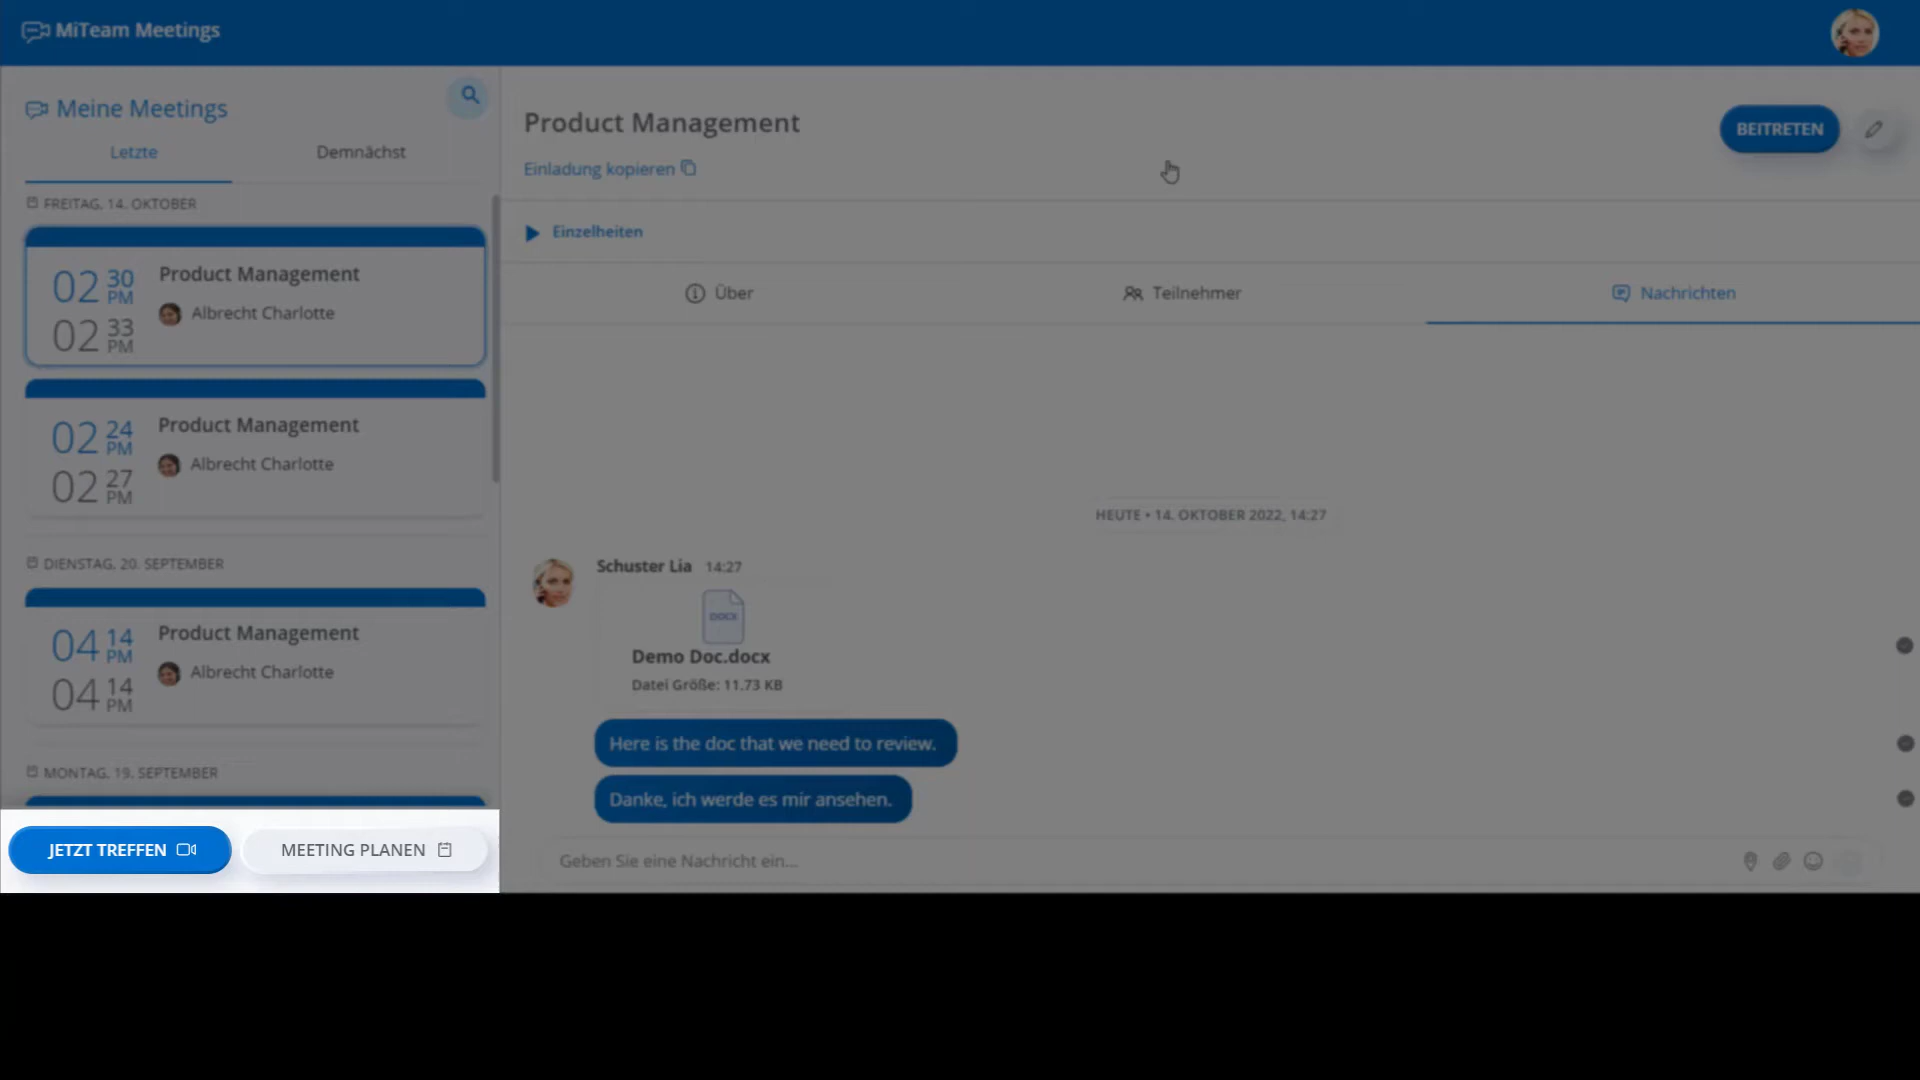 MiTeam Meetings
Meine Meetings
Letzte Demnächst
FREITAG, 14. OKTOBER
02 30 PM
Product Management
Albrecht Charlotte
02 33 PM
02 24 PM
Product Management
Albrecht Charlotte
02 27 PM
DIENSTAG, 20. SEPTEMBER
04 14 PM
Product Management
Albrecht Charlotte
04 14 PM
MONTAG, 19. SEPTEMBER
JETZT TREFFEN MEETING PLANEN
Product Management
BEITRETEN
Einladung kopieren
Einzelheiten
Über Teilnehmer Nachrichten
HEUTE • 14. OKTOBER 2022, 14:27
Schuster Lia 14:27
DOCX
Demo Doc.docx
Datei Größe: 11.73 KB
Here is the doc that we need to review.
Danke, ich werde es mir ansehen.
Geben Sie eine Nachricht ein...